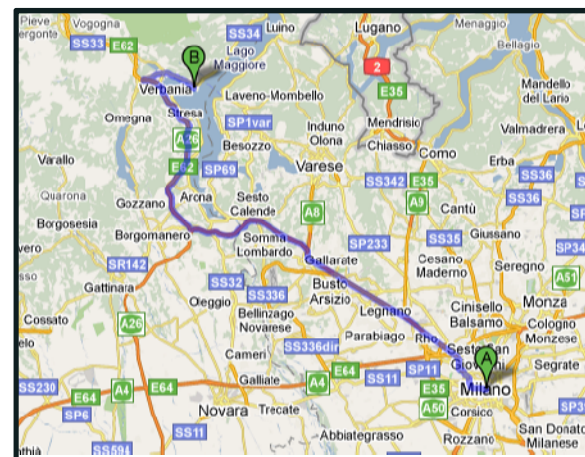 Pieve
Vergonte
Vogogna
SS33
E62
SS34
Luino
Lugano
Menaggio
Bellagio
B
Lago
Maggiore
2
E35
Verbania
Laveno-Mombello
Mandello
del Lario
Omegna
Stresa
SP1var
Induno
Olona
Mendrisio
Valmadrera
A26
Besozzo
Chiasso
Como
Varallo
E62
SP69
Varese
Erba
SS36
Quarona
Arona
Sesto
Calende
SS342
E35
SS36
Gozzano
A8
A9
Cantù
Borgosesia
Borgomanero
Somma
Lombardo
SP233
SS35
Giussano
SP34
SR142
Gallarate
Cesano
Maderno
Seregno
A51
Gattinara
SS32
SS336
Busto
Arsizio
Oleggio
Legnano
Cinisello
Balsamo
Monza
Cossato
A26
Bellinzago
Novarese
Parabiago
Rho
Sesto San
Giovanni
Cologno
Monzese
SS336dir
Cameri
A
SS230
A4
E64
Galliate
A4
E64
SS11
SP11
Segrate
E35
Milano
SP6
Novara
Trecate
A50
Corsico
SS11
Abbiategrasso
San Donato
Milanese
SS594
Rozzano